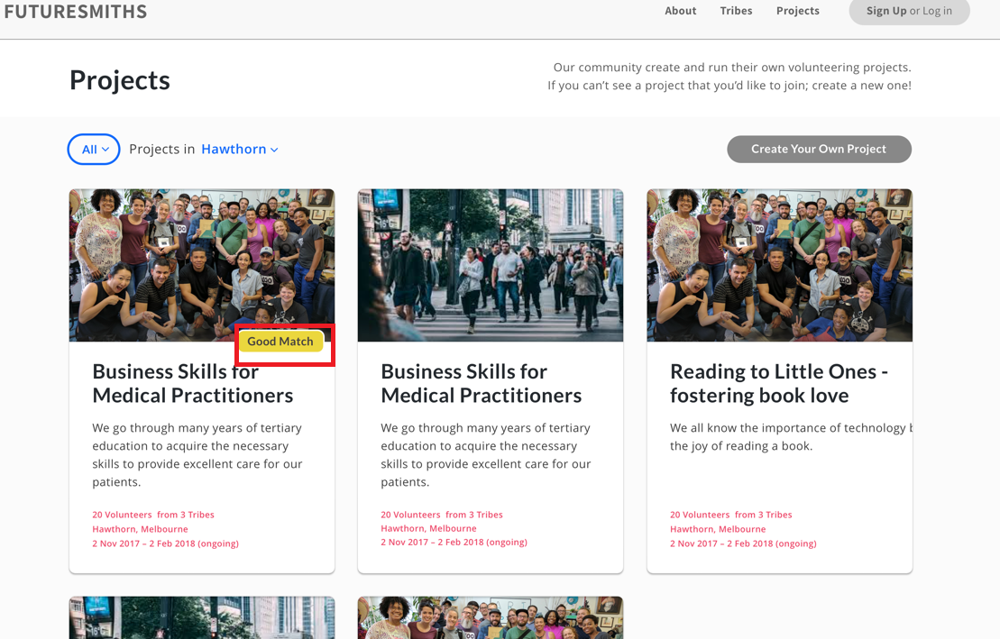 FUTURESMITHS
About Tribes Projects Sign Up or Log in
Projects
Our community create and run their own volunteering projects.
If you can’t see a project that you’d like to join; create a new one!
All Projects in Hawthorn
Create Your Own Project
Good Match
Business Skills for
Medical Practitioners
We go through many years of tertiary
education to acquire the necessary
skills to provide excellent care for our
patients.
20 Volunteers from 3 Tribes
Hawthorn, Melbourne
2 Nov 2017 – 2 Feb 2018 (ongoing)
Business Skills for
Medical Practitioners
We go through many years of tertiary
education to acquire the necessary
skills to provide excellent care for our
patients.
20 Volunteers from 3 Tribes
Hawthorn, Melbourne
2 Nov 2017 – 2 Feb 2018 (ongoing)
Reading to Little Ones -
fostering book love
We all know the importance of technology
the joy of reading a book.
20 Volunteers from 3 Tribes
Hawthorn, Melbourne
2 Nov 2017 – 2 Feb 2018 (ongoing)